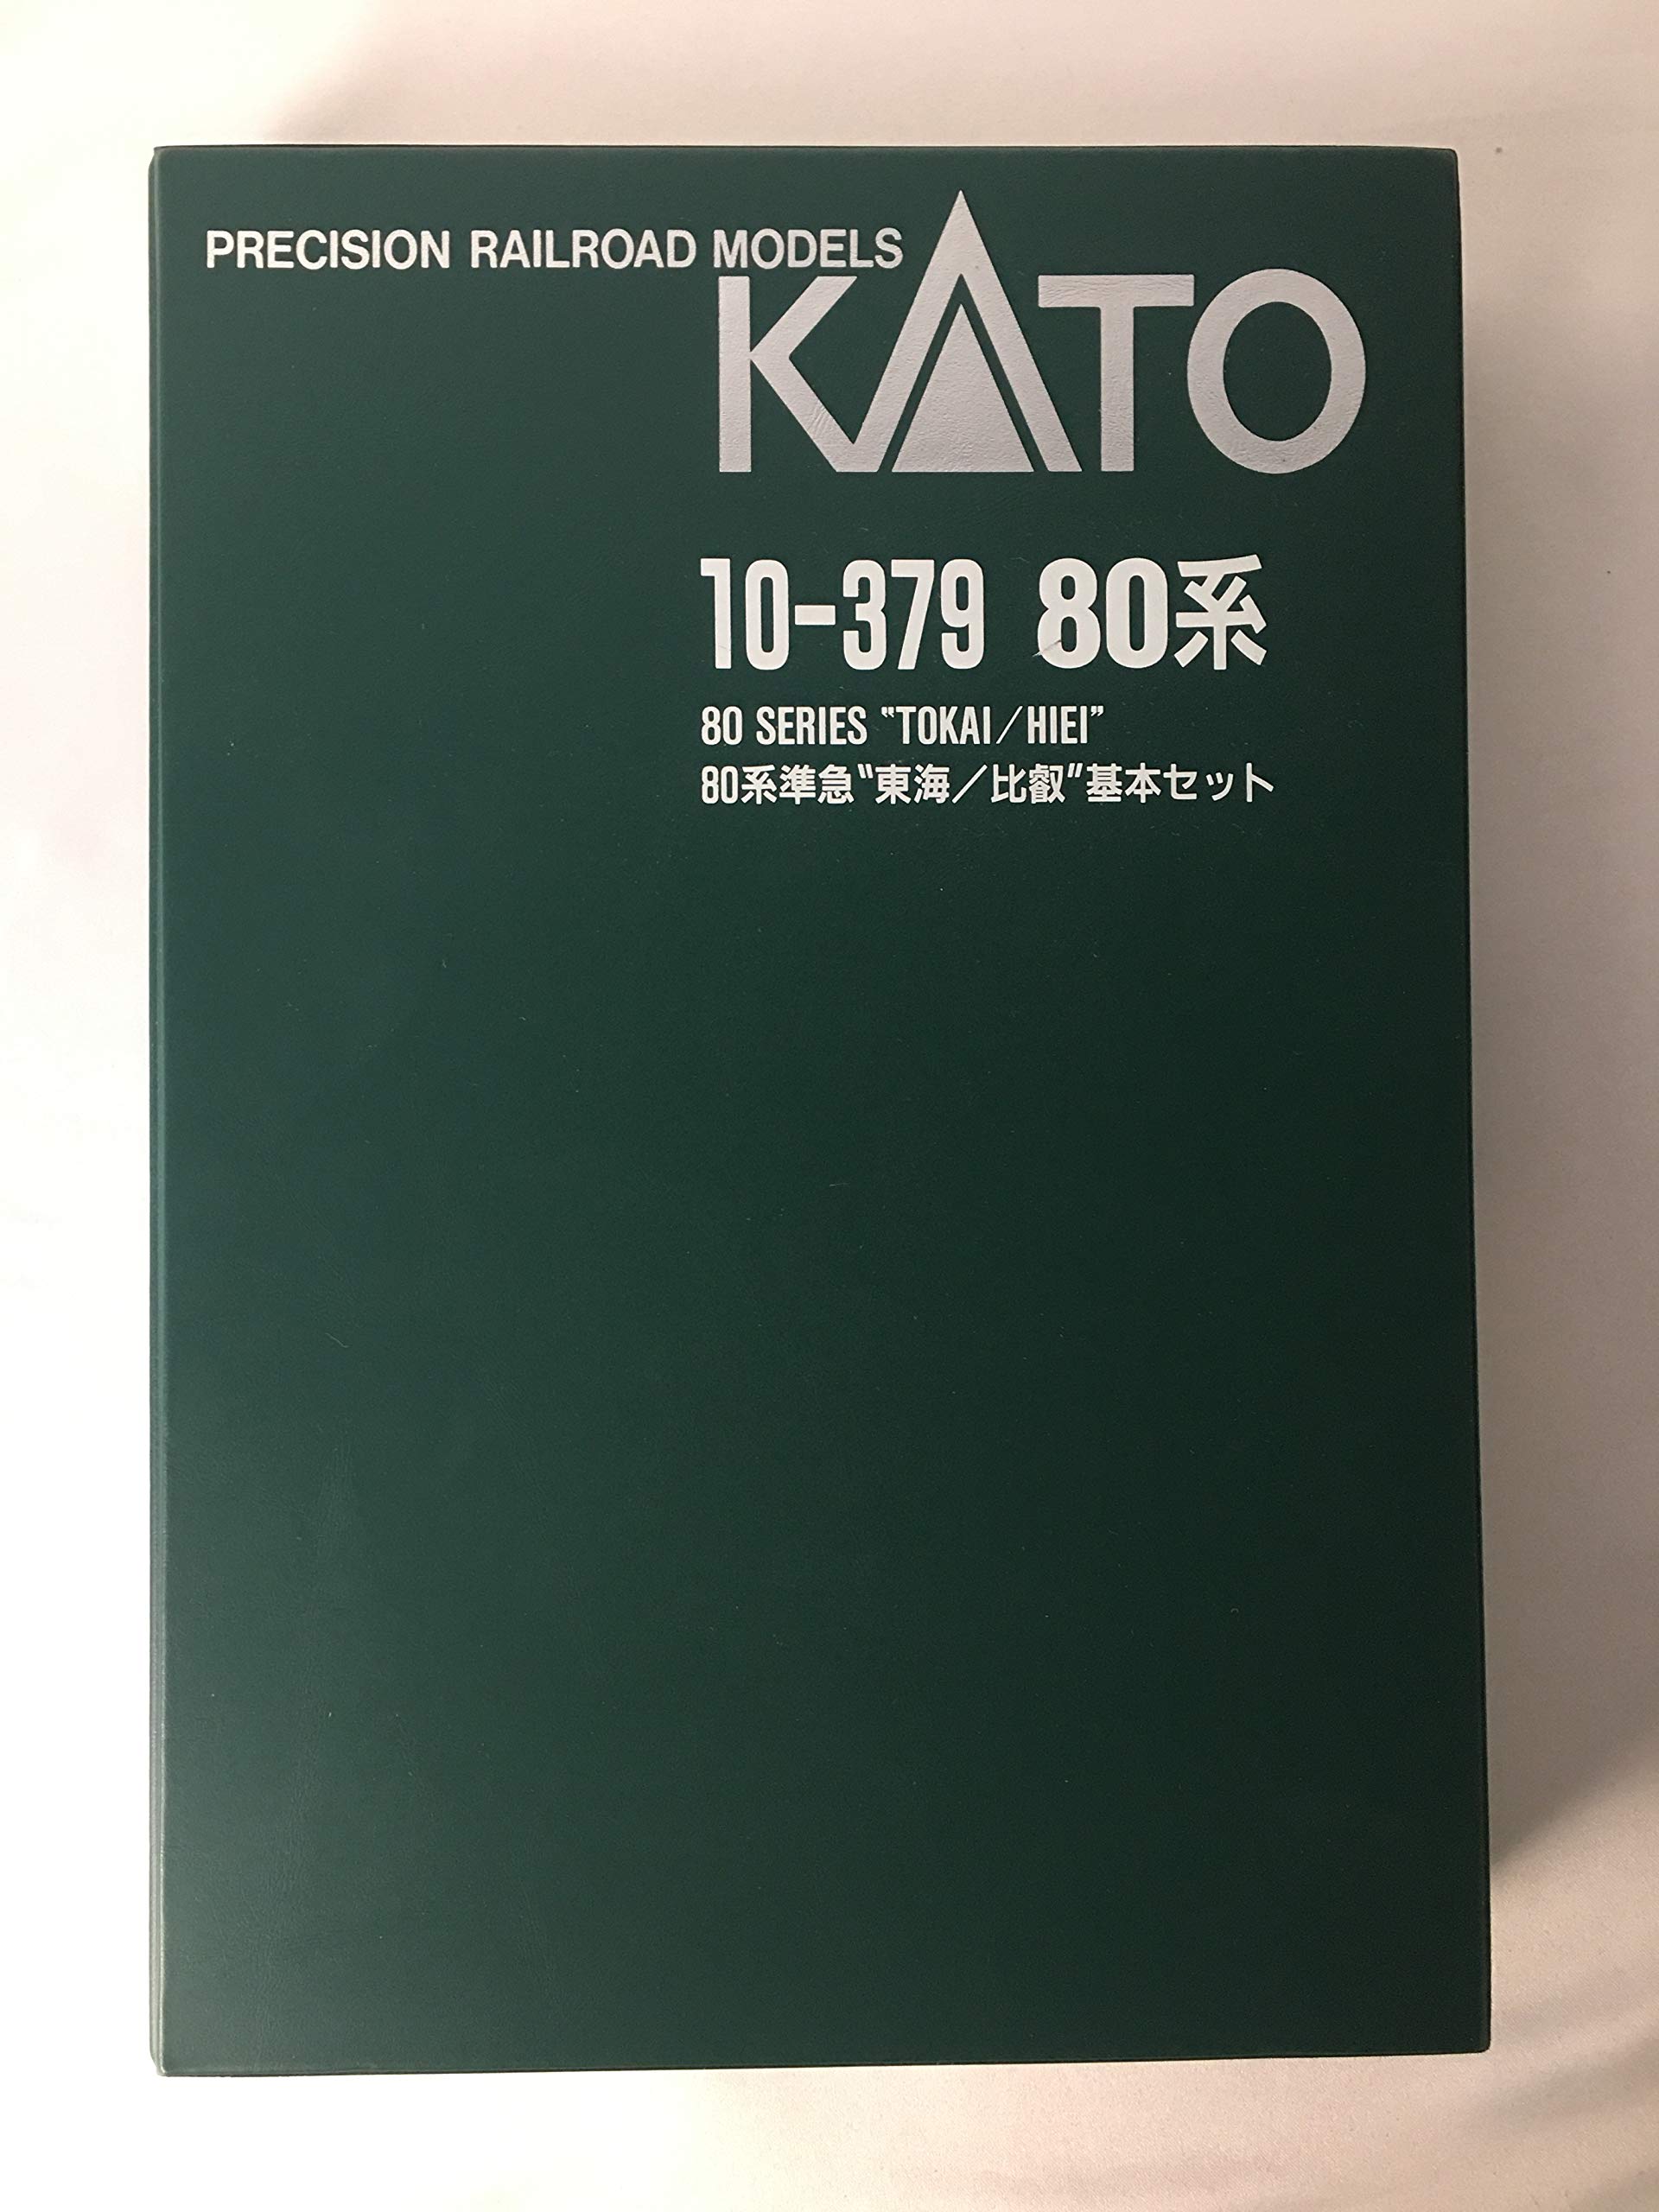 PRECISION RAILROAD MODELS
KATO
10-379 80系
80 SERIES “TOKAI/HIEI”
80系準急“東海/比叡”基本セット